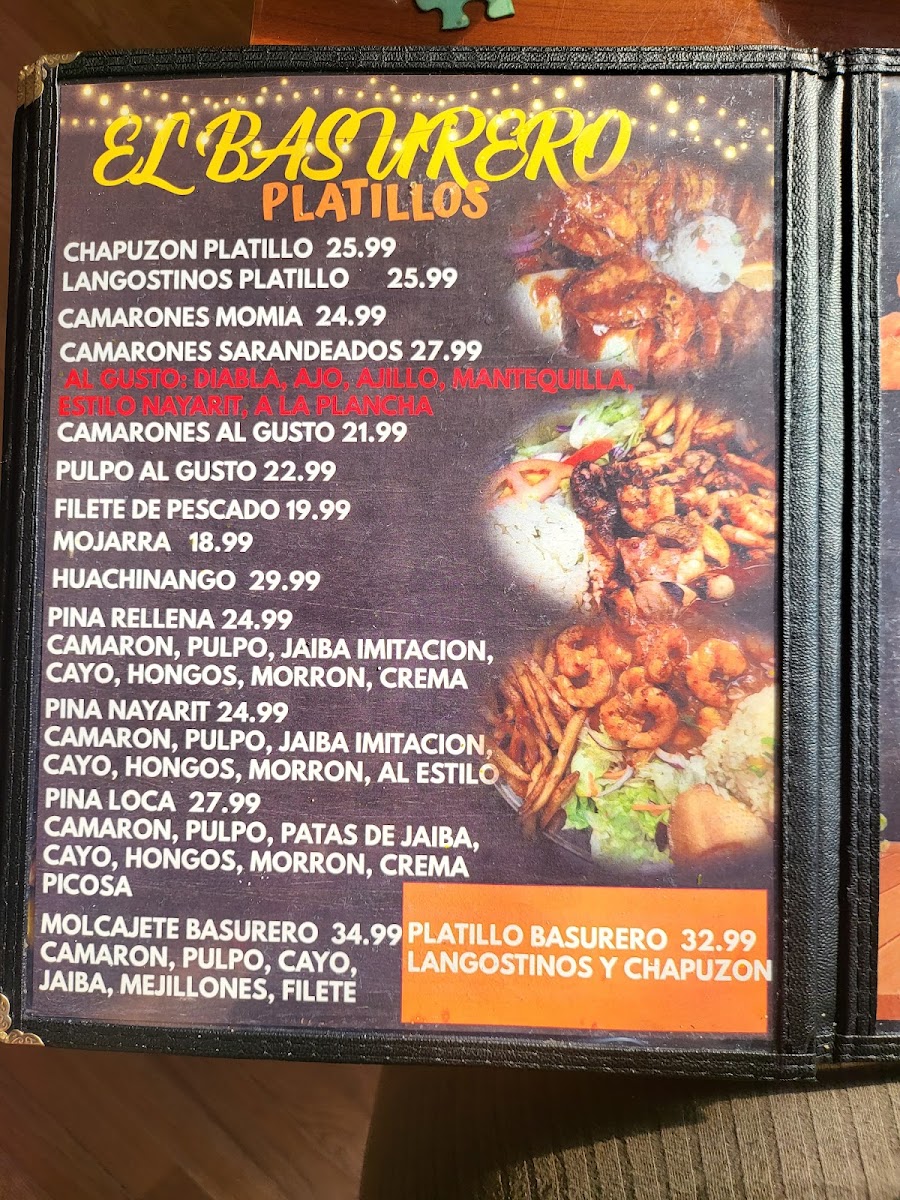 EL BASURERO
PLATILLOS
CHAPUZON PLATILLO 25.99
LANGOSTINOS PLATILLO 25.99
CAMARONES MOMIA 24.99
CAMARONES SARANDEADOS 27.99
AL GUSTO: DIABLA, AJO, AJILLO, MANTEQUILLA,
ESTILO NAYARIT, A LA PLANCHA
CAMARONES AL GUSTO 21.99
PULPO AL GUSTO 22.99
FILETE DE PESCADO 19.99
MOJARRA 18.99
HUACHINANGO 29.99
PINA RELLENA 24.99
CAMARON, PULPO, JAIBA IMITACION,
CAYO, HONGOS, MORRON, CREMA
PINA NAYARIT 24.99
CAMARON, PULPO, JAIBA IMITACION,
CAYO, HONGOS, MORRON, AL ESTILO
PINA LOCA 27.99
CAMARON, PULPO, PATAS DE JAIBA,
CAYO, HONGOS, MORRON, CREMA
PICOSA
MOLCAJETE BASURERO 34.99
CAMARON, PULPO, CAYO,
JAIBA, MEJILLONES, FILETE
PLATILLO BASURERO 32.99
LANGOSTINOS Y CHAPUZON